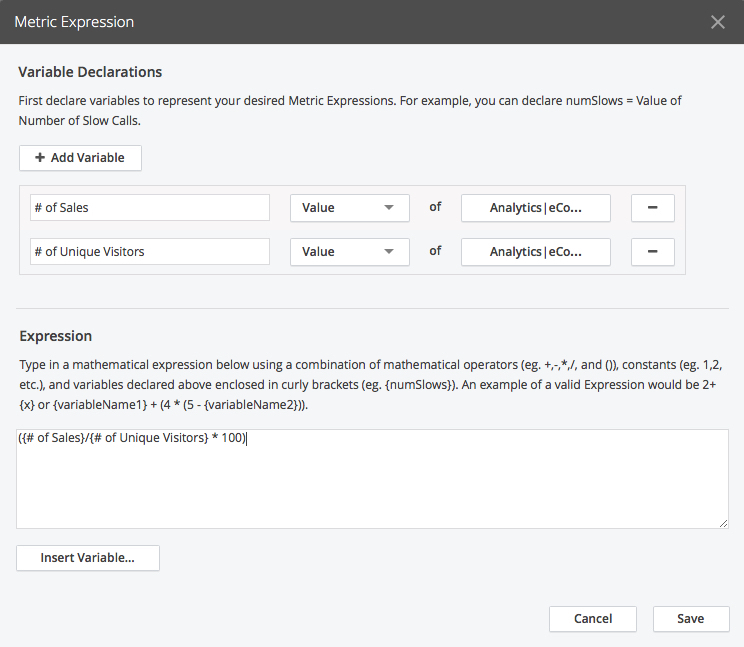 Metric Expression
Variable Declarations
First declare variables to represent your desired Metric Expressions. For example, you can declare numSlows = Value of
Number of Slow Calls.
+ Add Variable
# of Sales Value of Analytics|eCo... −
# of Unique Visitors Value of Analytics|eCo... −
Expression
Type in a mathematical expression below using a combination of mathematical operators (eg. +,-,*,/, and ()), constants (eg. 1,2,
etc.), and variables declared above enclosed in curly brackets (eg. {numSlows}). An example of a valid Expression would be 2+
{x} or {variableName1} + (4 * (5 - {variableName2})).
({# of Sales}/{# of Unique Visitors} * 100)
Insert Variable...
Cancel Save